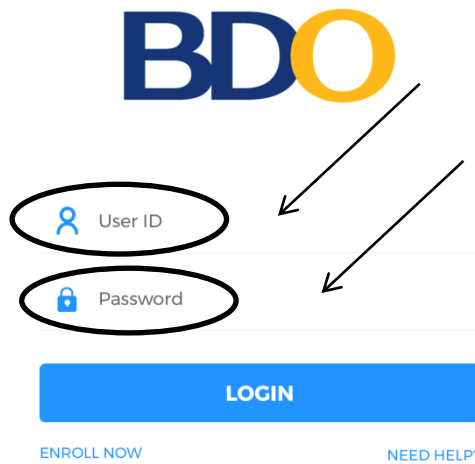 BDO
User ID
Password
LOGIN
ENROLL NOW
NEED HELP?